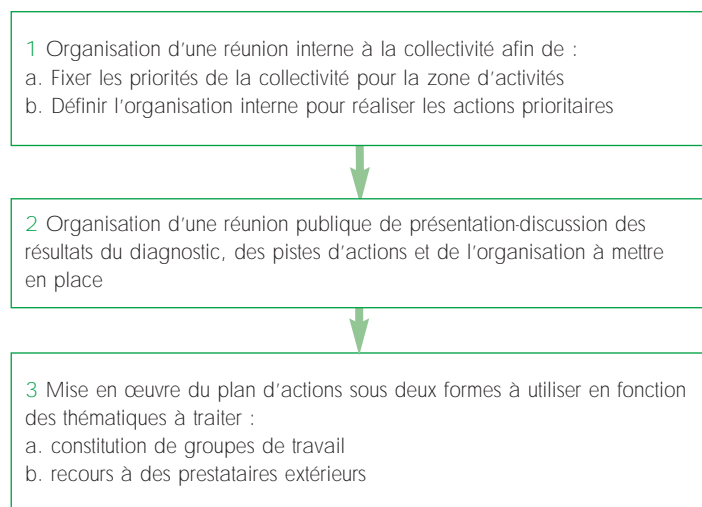 1 Organisation d'une réunion interne à la collectivité afin de :
a. Fixer les priorités de la collectivité pour la zone d'activités
b. Définir l'organisation interne pour réaliser les actions prioritaires
2 Organisation d'une réunion publique de présentation-discussion des
résultats du diagnostic, des pistes d'actions et de l'organisation à mettre
en place
3 Mise en œuvre du plan d'actions sous deux formes à utiliser en fonction
des thématiques à traiter :
a. constitution de groupes de travail
b. recours à des prestataires extérieurs